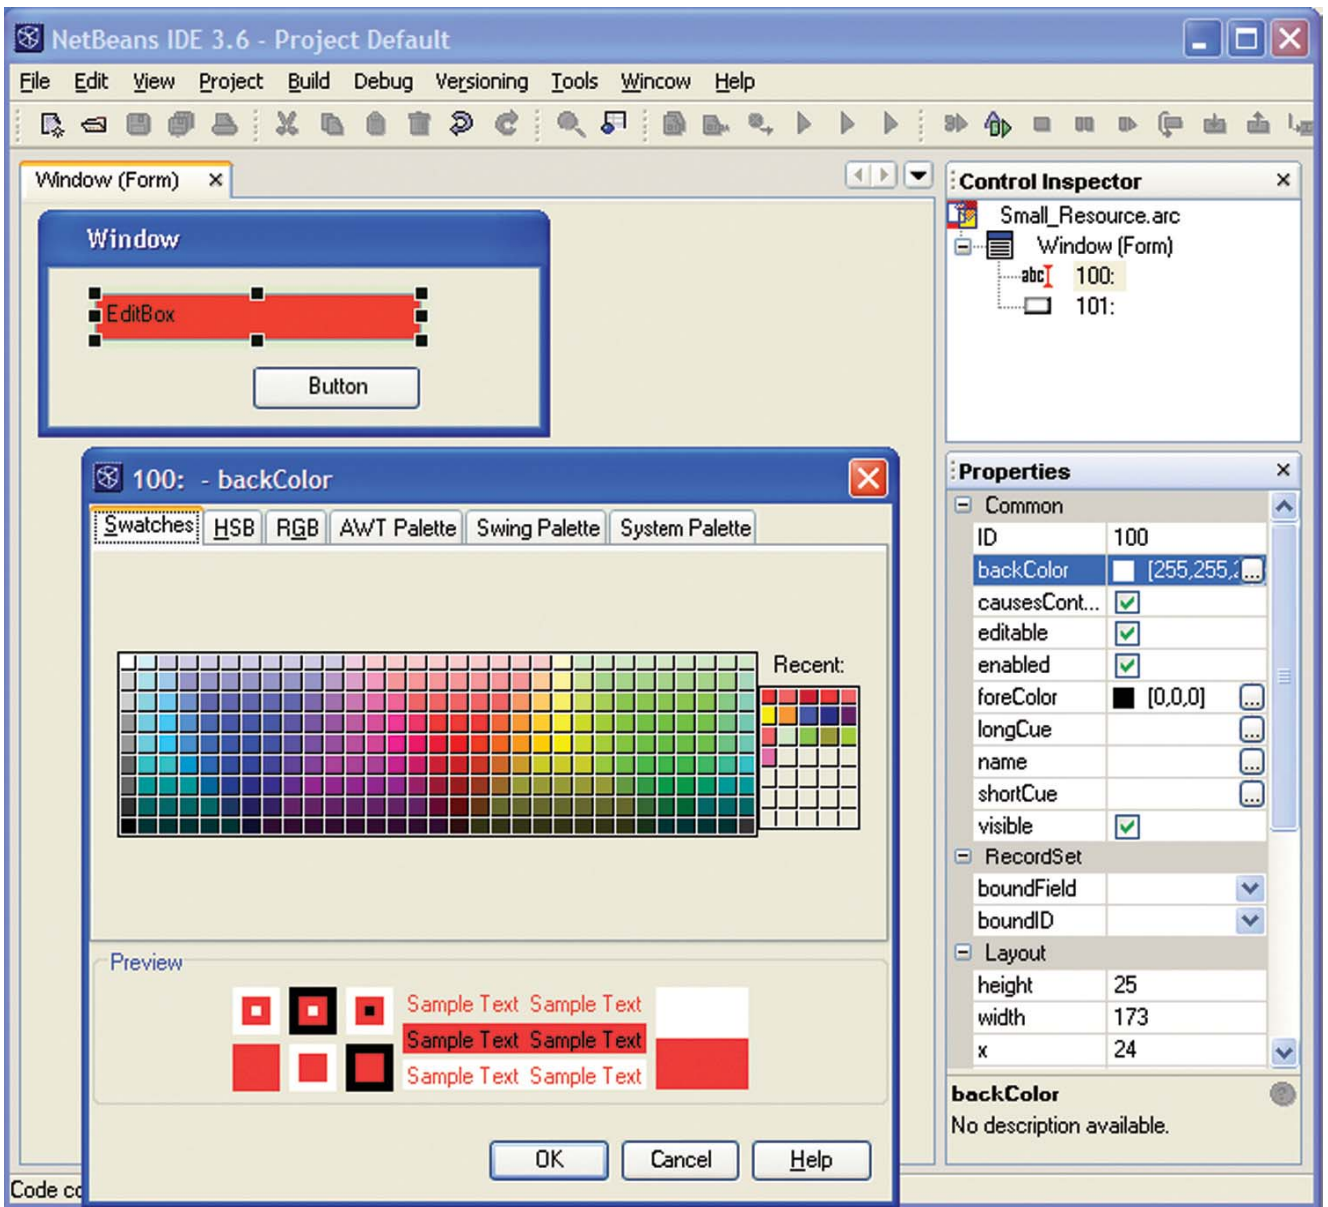 NetBeans IDE 3.6 - Project Default
File Edit View Project Build Debug Versioning Tools Wincow Help
Window (Form)
Window
EditBox
Button
Control Inspector
Small_Resource.arc
Window (Form)
abc 100:
101:
100: - backColor
Swatches HSB RGB AWT Palette Swing Palette System Palette
Recent:
Preview
Sample Text Sample Text
Sample Text Sample Text
Sample Text Sample Text
OK Cancel Help
Properties
Common
ID 100
backColor [255,255,2...
causesCont...
editable
enabled
foreColor [0,0,0] ...
longCue ...
name ...
shortCue ...
visible
RecordSet
boundField
boundID
Layout
height 25
width 173
x 24
backColor
No description available.
Code co